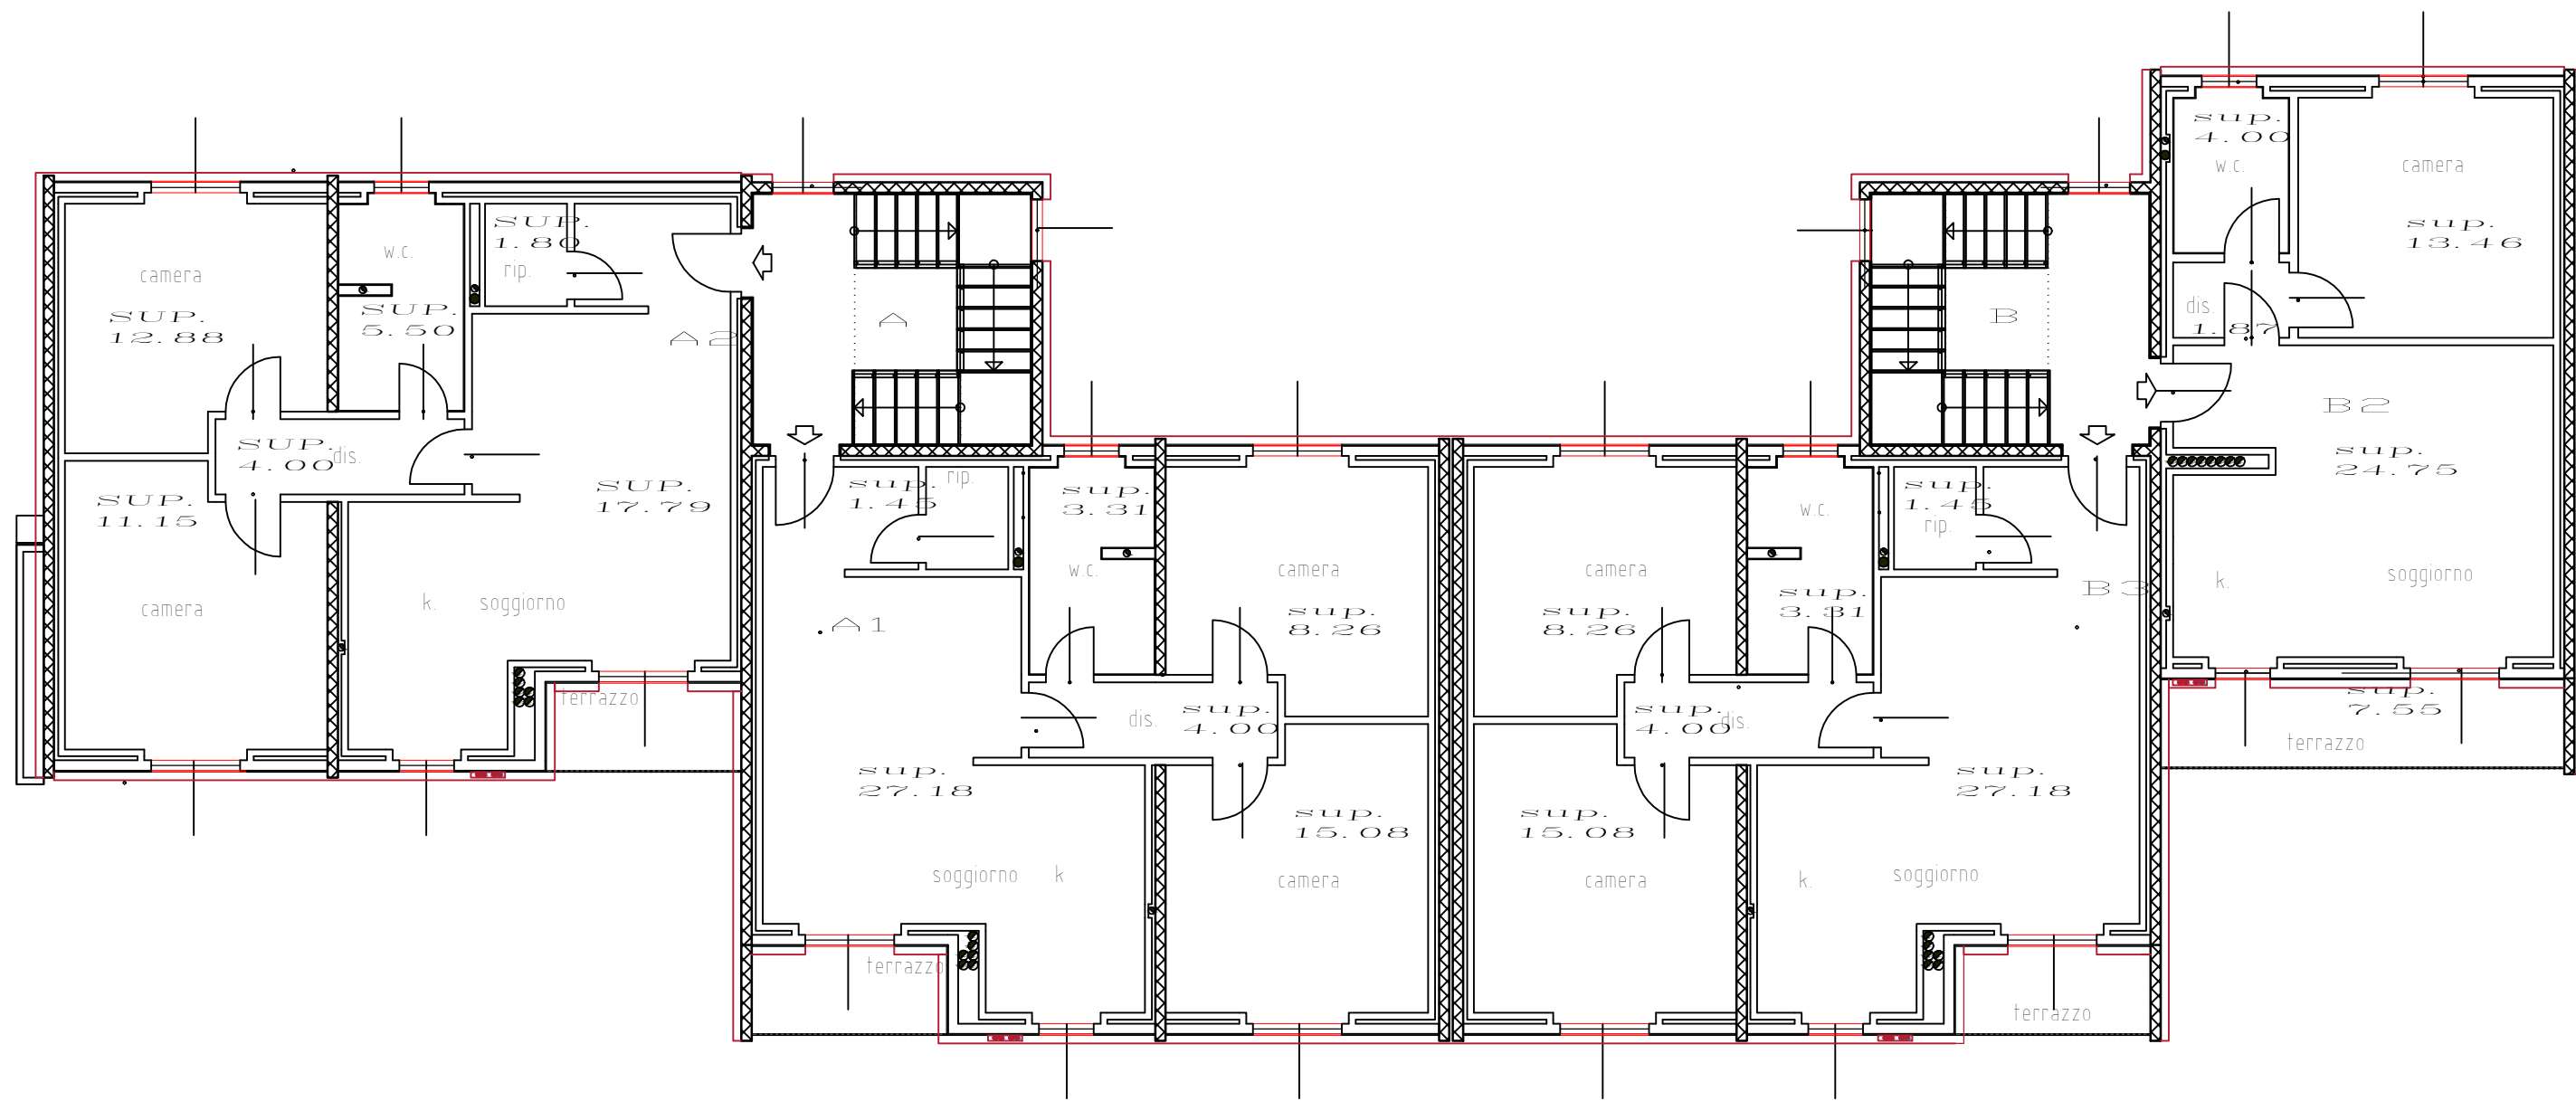 camera
SUP.
12.88
w.c.
SUP.
5.50
SUP.
1.80
rip.
A2
SUP.
4.00
dis.
SUP.
11.15
camera
SUP.
17.79
k.
soggiorno
terrazzo
A
sup.
1.45
rip.
sup.
3.31
w.c.
A1
camera
sup.
8.26
dis.
sup.
4.00
sup.
27.18
soggiorno
k
sup.
15.08
camera
terrazzo
camera
sup.
8.26
w.c.
sup.
3.31
sup.
1.45
rip.
B3
sup.
4.00
dis.
sup.
27.18
sup.
15.08
camera
k.
soggiorno
terrazzo
B
sup.
4.00
w.c.
camera
sup.
13.46
dis.
1.87
B2
sup.
24.75
k.
soggiorno
sup.
7.55
terrazzo